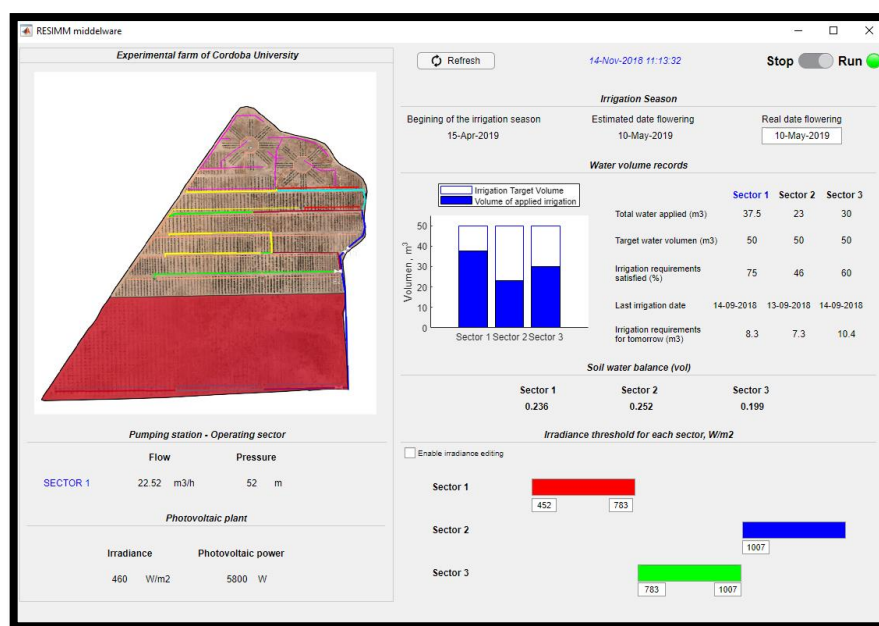 RESIMM middelware
Experimental farm of Cordoba University
Refresh
14-Nov-2018 11:13:32
Stop Run
Irrigation Season
Begining of the irrigation season Estimated date flowering Real date flowering
15-Apr-2019 10-May-2019 10-May-2019
Water volume records
Irrigation Target Volume
Volume of applied irrigation
Volumen, m³
50
40
30
20
10
0
Sector 1 Sector 2 Sector 3
Sector 1 Sector 2 Sector 3
Total water applied (m3) 37.5 23 30
Target water volumen (m3) 50 50 50
Irrigation requirements
satisfied (%) 75 46 60
Last irrigation date 14-09-2018 13-09-2018 14-09-2018
Irrigation requirements
for tomorrow (m3) 8.3 7.3 10.4
Soil water balance (vol)
Sector 1 Sector 2 Sector 3
0.236 0.252 0.199
Pumping station - Operating sector
Flow Pressure
SECTOR 1 22.52 m3/h 52 m
Photovoltaic plant
Irradiance Photovoltaic power
460 W/m2 5800 W
Irradiance threshold for each sector, W/m2
Enable irradiance editing
Sector 1
452 783
Sector 2
1007
Sector 3
783 1007